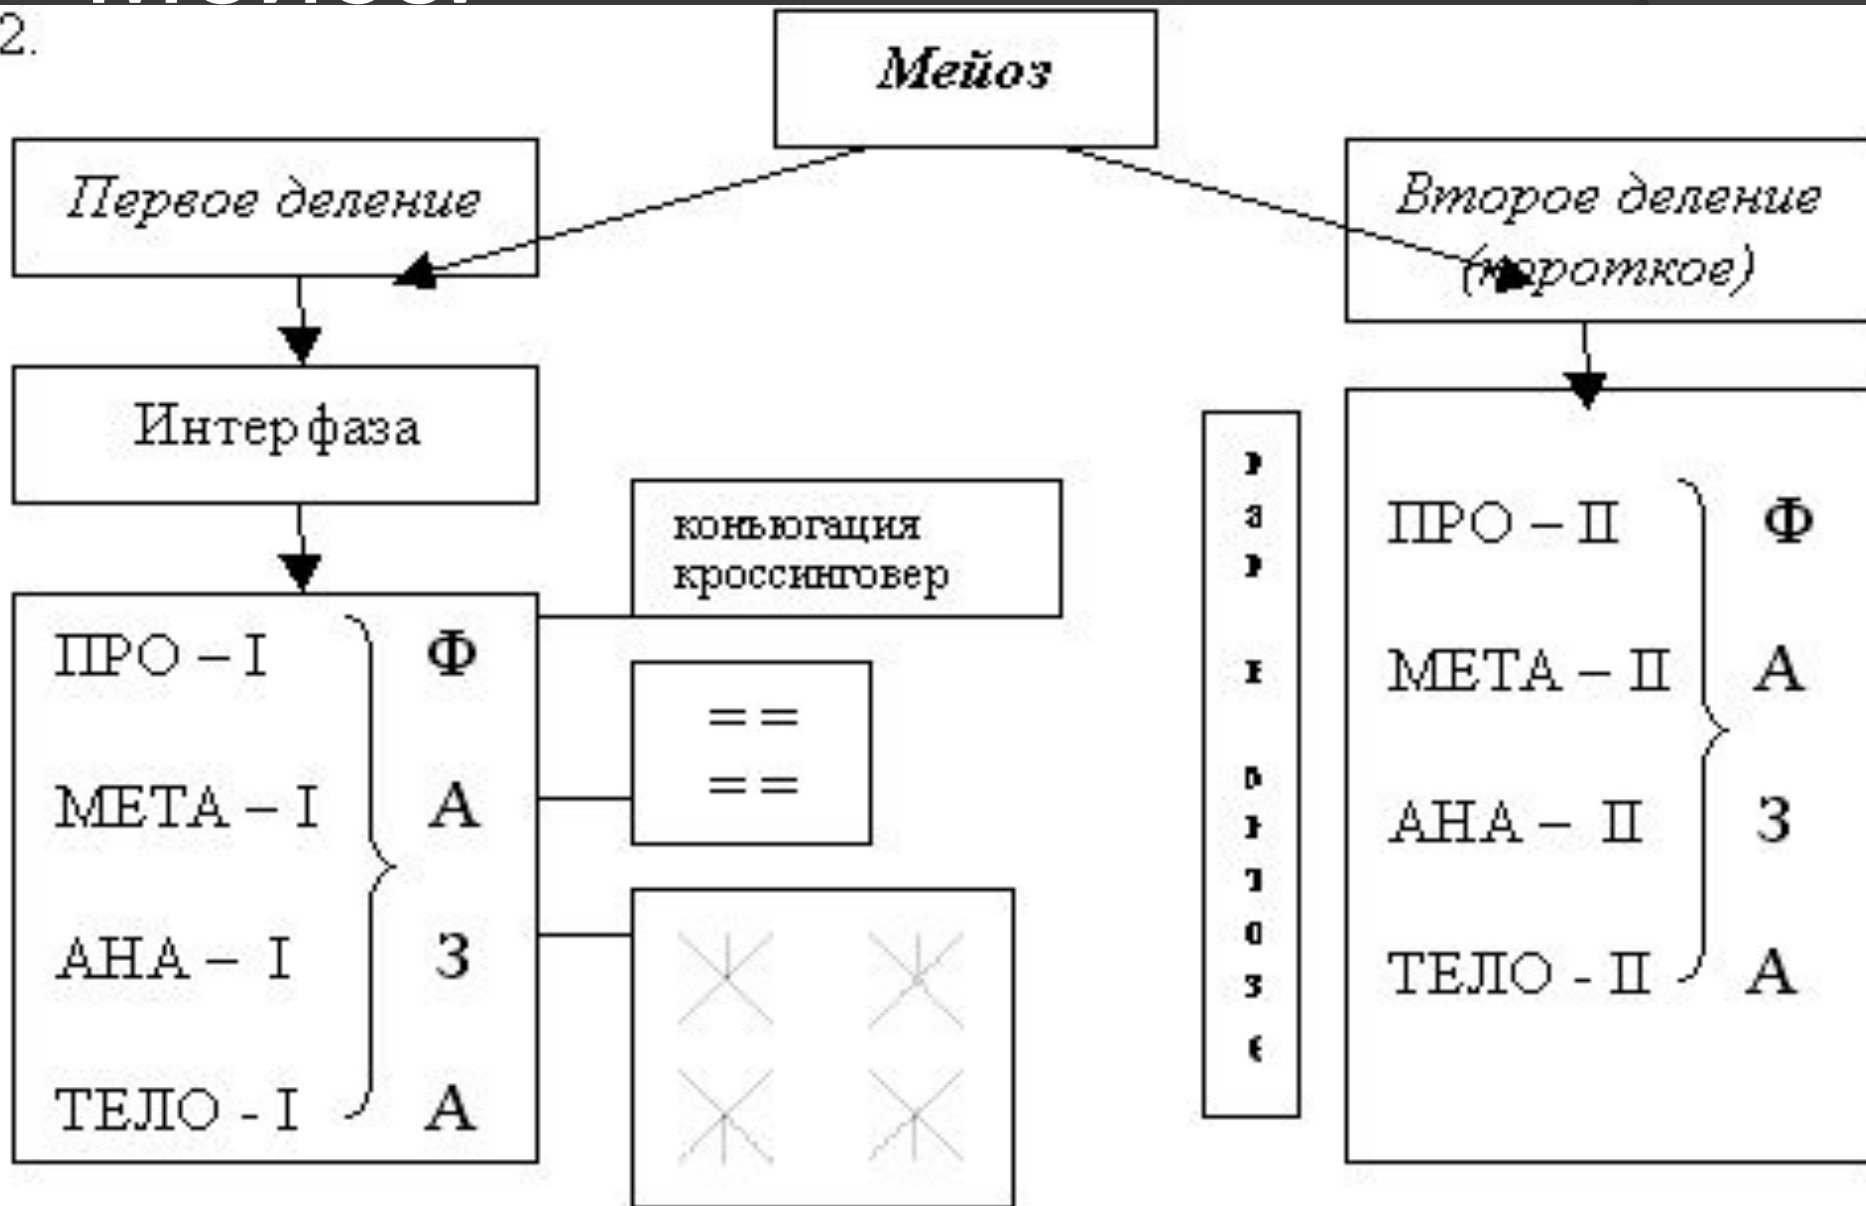 2.
Мейоз
Первое деление
Второе деление
(короткое)
Интерфаза
конъюгация
кроссинговер
ПРО – I
Ф
МЕТА – I
А
АНА – I
З
ТЕЛО - I
А
= =
= =
ПРО – II
Ф
МЕТА – II
А
АНА – II
З
ТЕЛО - II
А